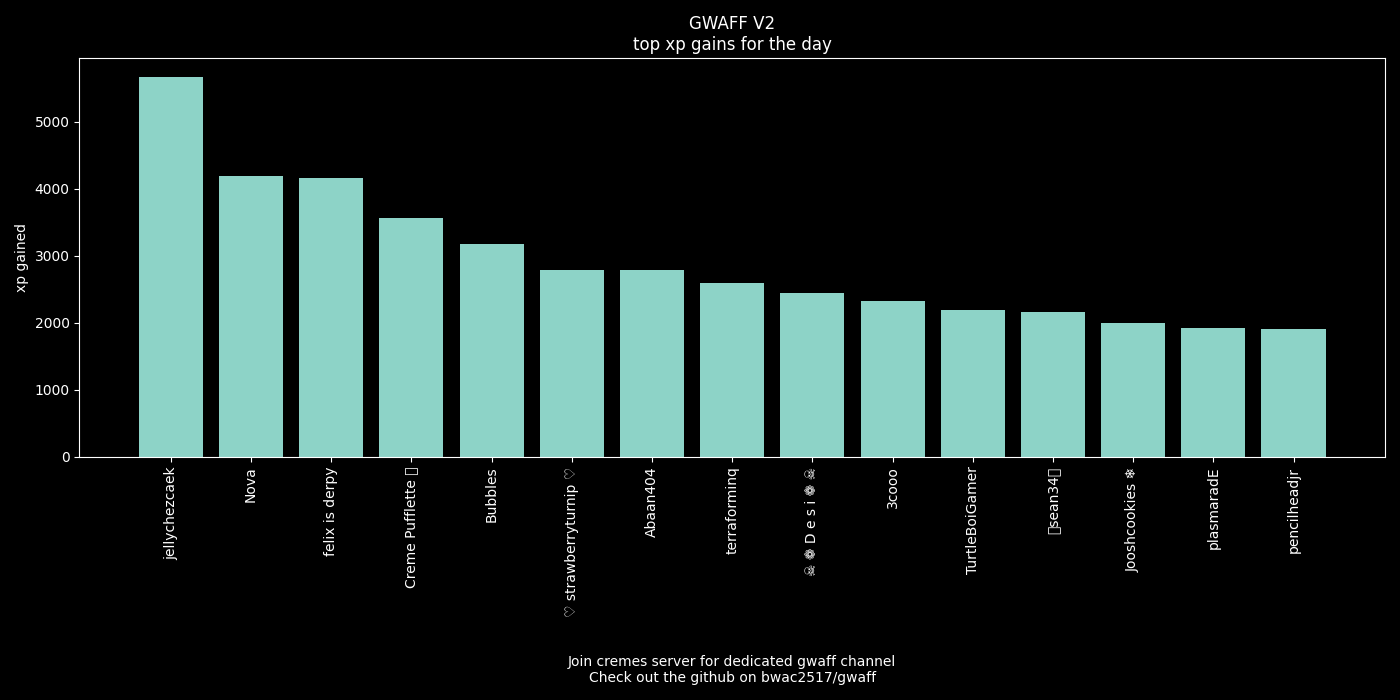 GWAFF V2
top xp gains for the day
xp gained
5000
4000
3000
2000
1000
0
jellychezcaek
Nova
felix is derpy
Creme Pufflette
Bubbles
♡ strawberryturnip ♡
Abaan404
terraforminq
☠ ❁ D e s i ❁ ☠
3cooo
TurtleBoiGamer
sean34
Jooshcookies ❄
plasmaradE
pencilheadjr
Join cremes server for dedicated gwaff channel
Check out the github on bwac2517/gwaff